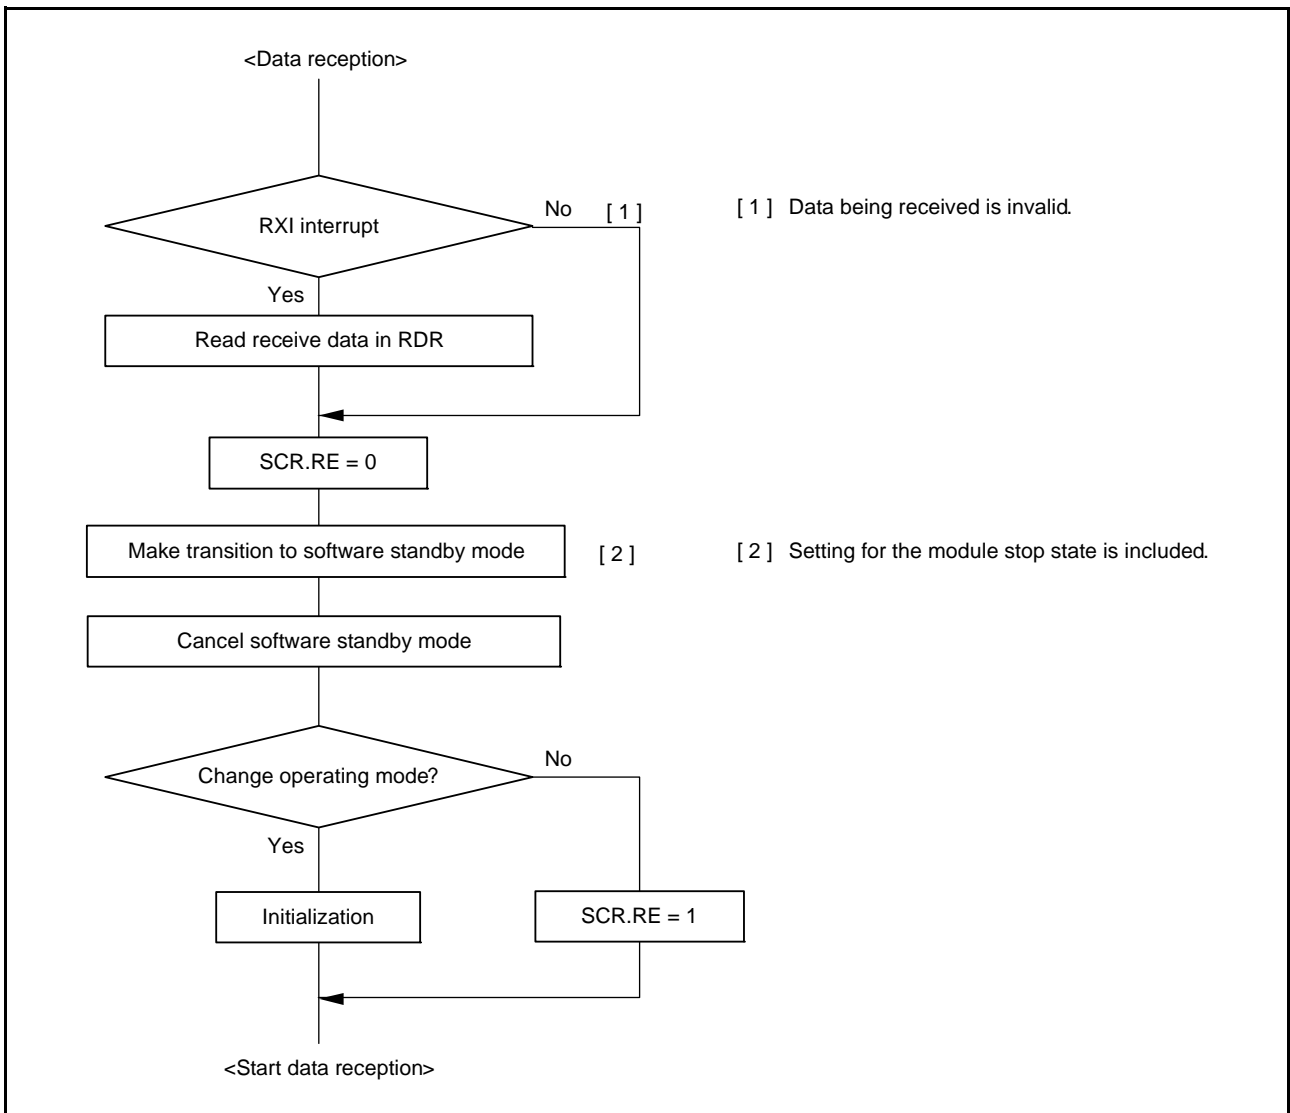 <Data reception>
RXI interrupt
No [ 1 ]
[ 1 ] Data being received is invalid.
Yes
Read receive data in RDR
SCR.RE = 0
Make transition to software standby mode
[ 2 ]
[ 2 ] Setting for the module stop state is included.
Cancel software standby mode
Change operating mode?
No
Yes
Initialization
SCR.RE = 1
<Start data reception>